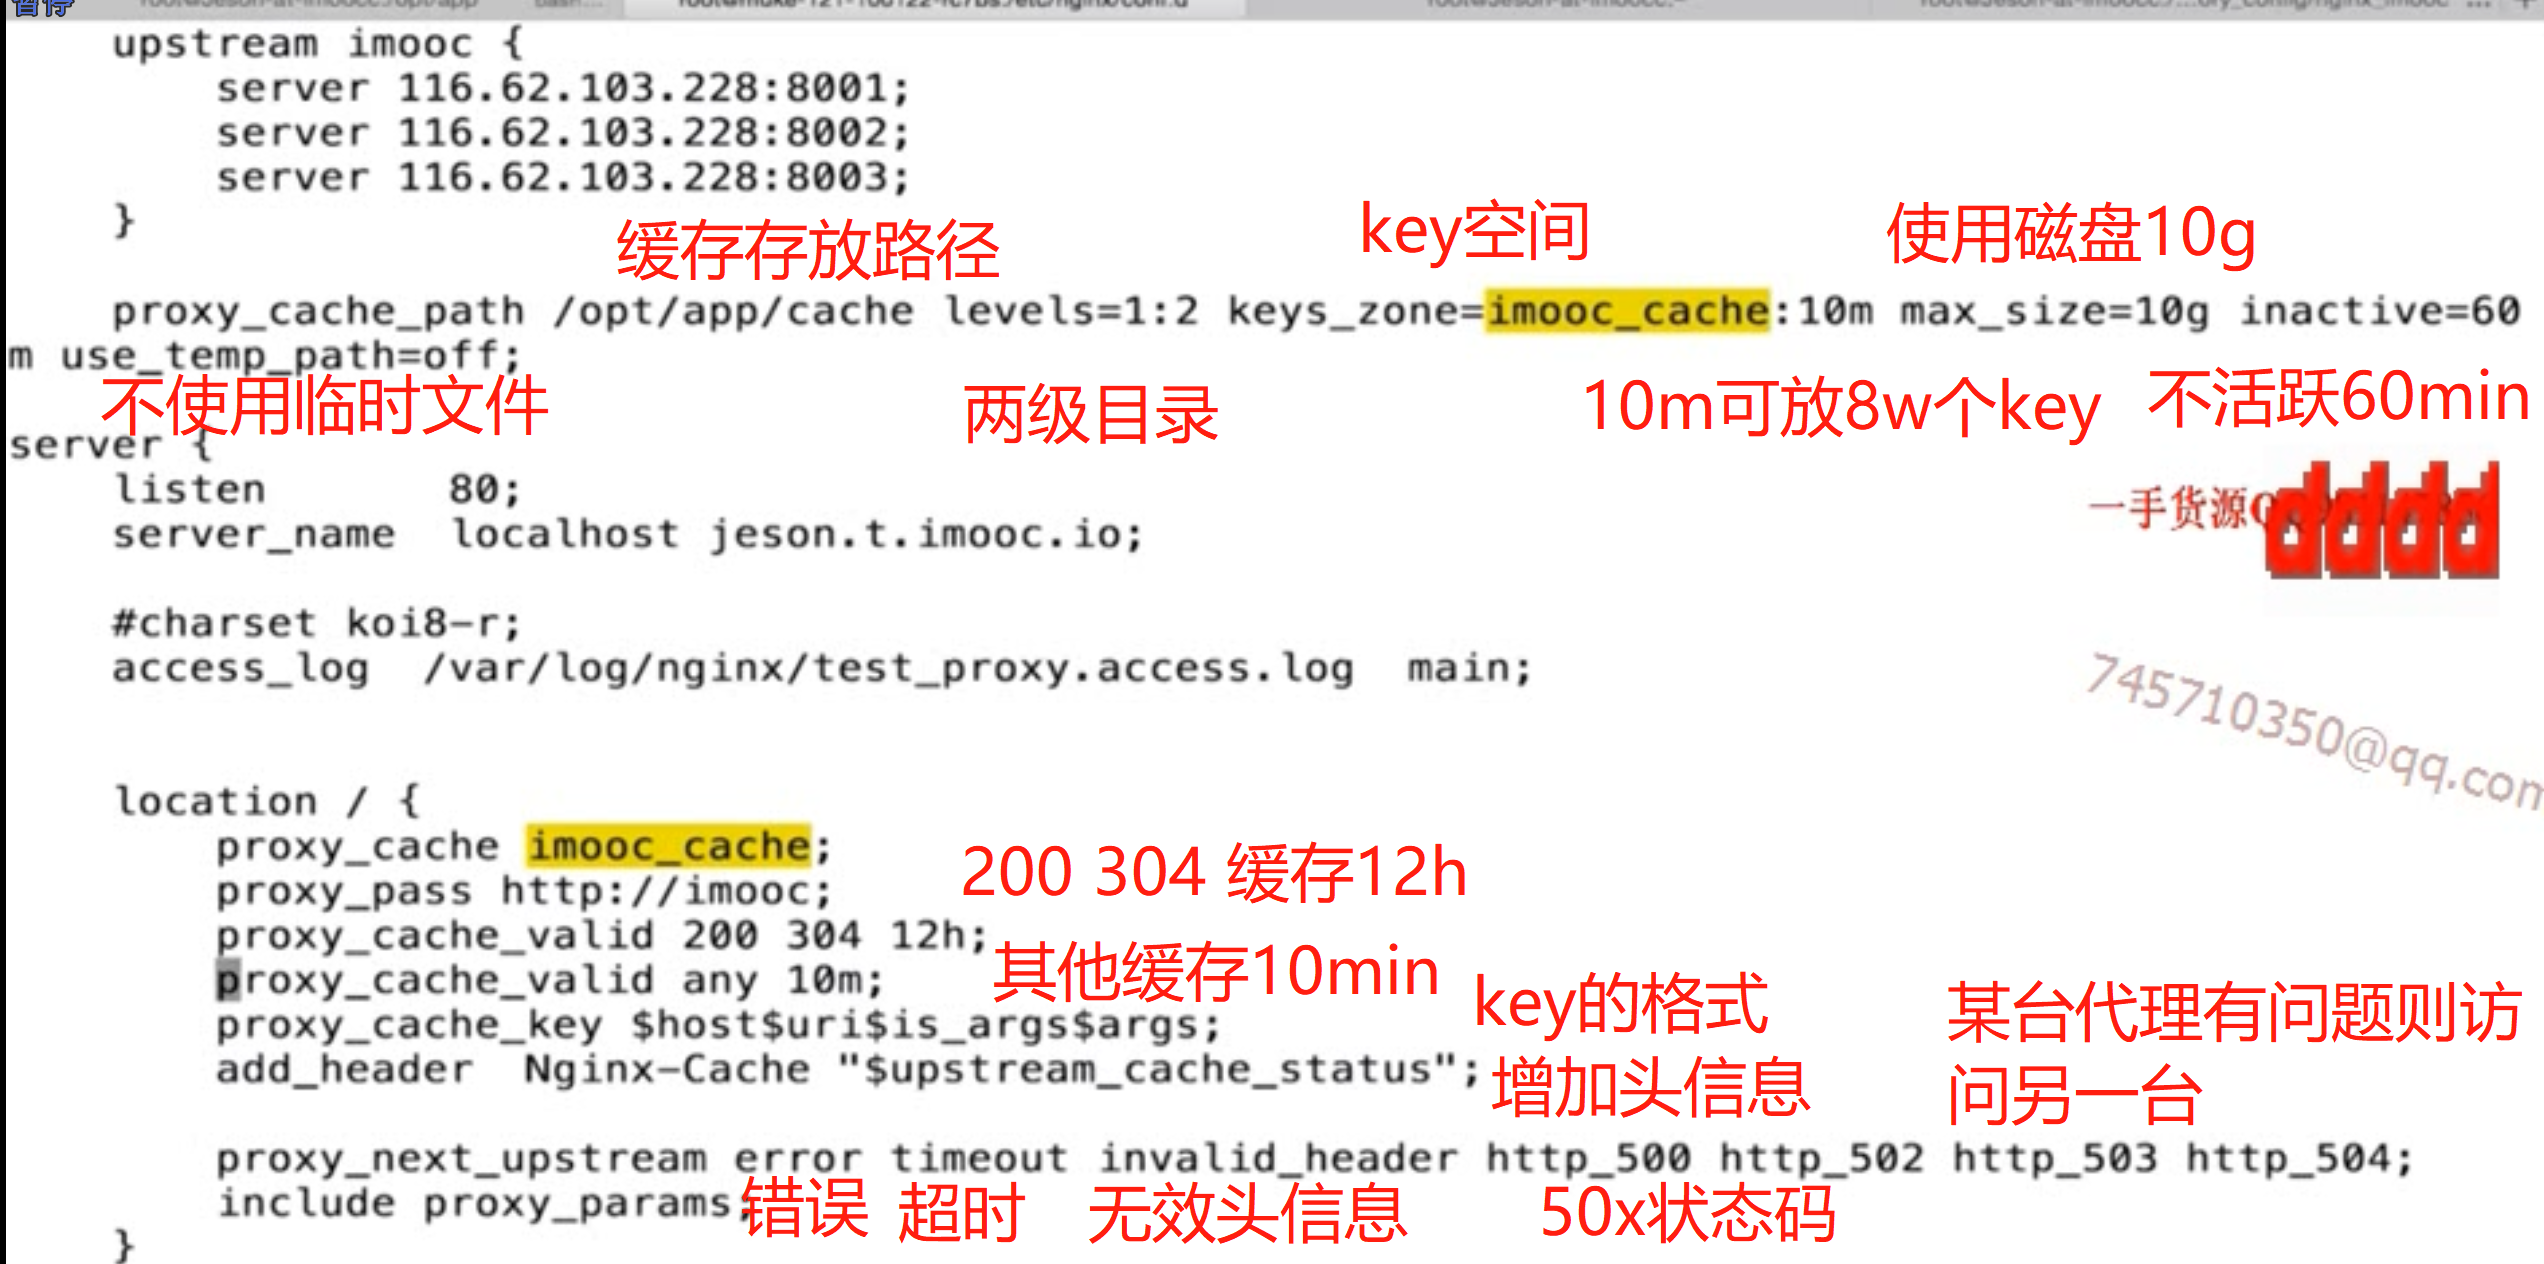 暂停
upstream imooc {
server 116.62.103.228:8001;
server 116.62.103.228:8002;
server 116.62.103.228:8003;
}
缓存存放路径 key空间 使用磁盘10g
proxy_cache_path /opt/app/cache levels=1:2 keys_zone=imooc_cache:10m max_size=10g inactive=60
m use_temp_path=off;
不使用临时文件 两级目录 10m可放8w个key 不活跃60min
server {
listen 80;
一手货源
dddd
server_name localhost jeson.t.imooc.io;
#charset koi8-r;
access_log /var/log/nginx/test_proxy.access.log main;
745710350@qq.com
location / {
proxy_cache imooc_cache;
proxy_pass http://imooc;
200 304 缓存12h
proxy_cache_valid 200 304 12h;
proxy_cache_valid any 10m;
其他缓存10min
key的格式
proxy_cache_key $host$uri$is_args$args;
add_header Nginx-Cache "$upstream_cache_status";
增加头信息
某台代理有问题则访
问另一台
proxy_next_upstream error timeout invalid_header http_500 http_502 http_503 http_504;
include proxy_params;
错误 超时 无效头信息 50x状态码
}